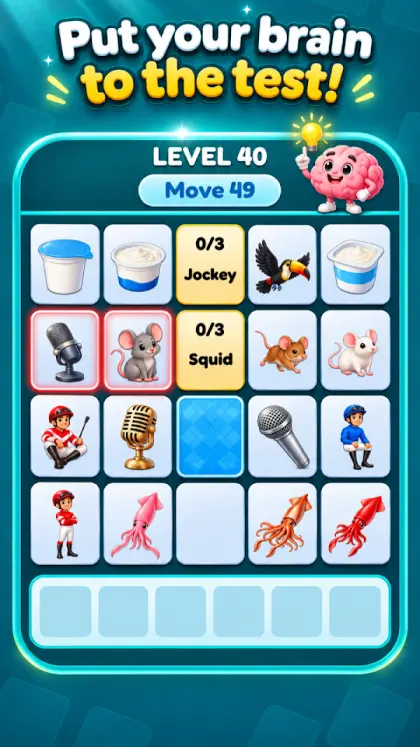 Put your brain
to the test!
LEVEL 40
Move 49
0/3
Jockey
0/3
Squid